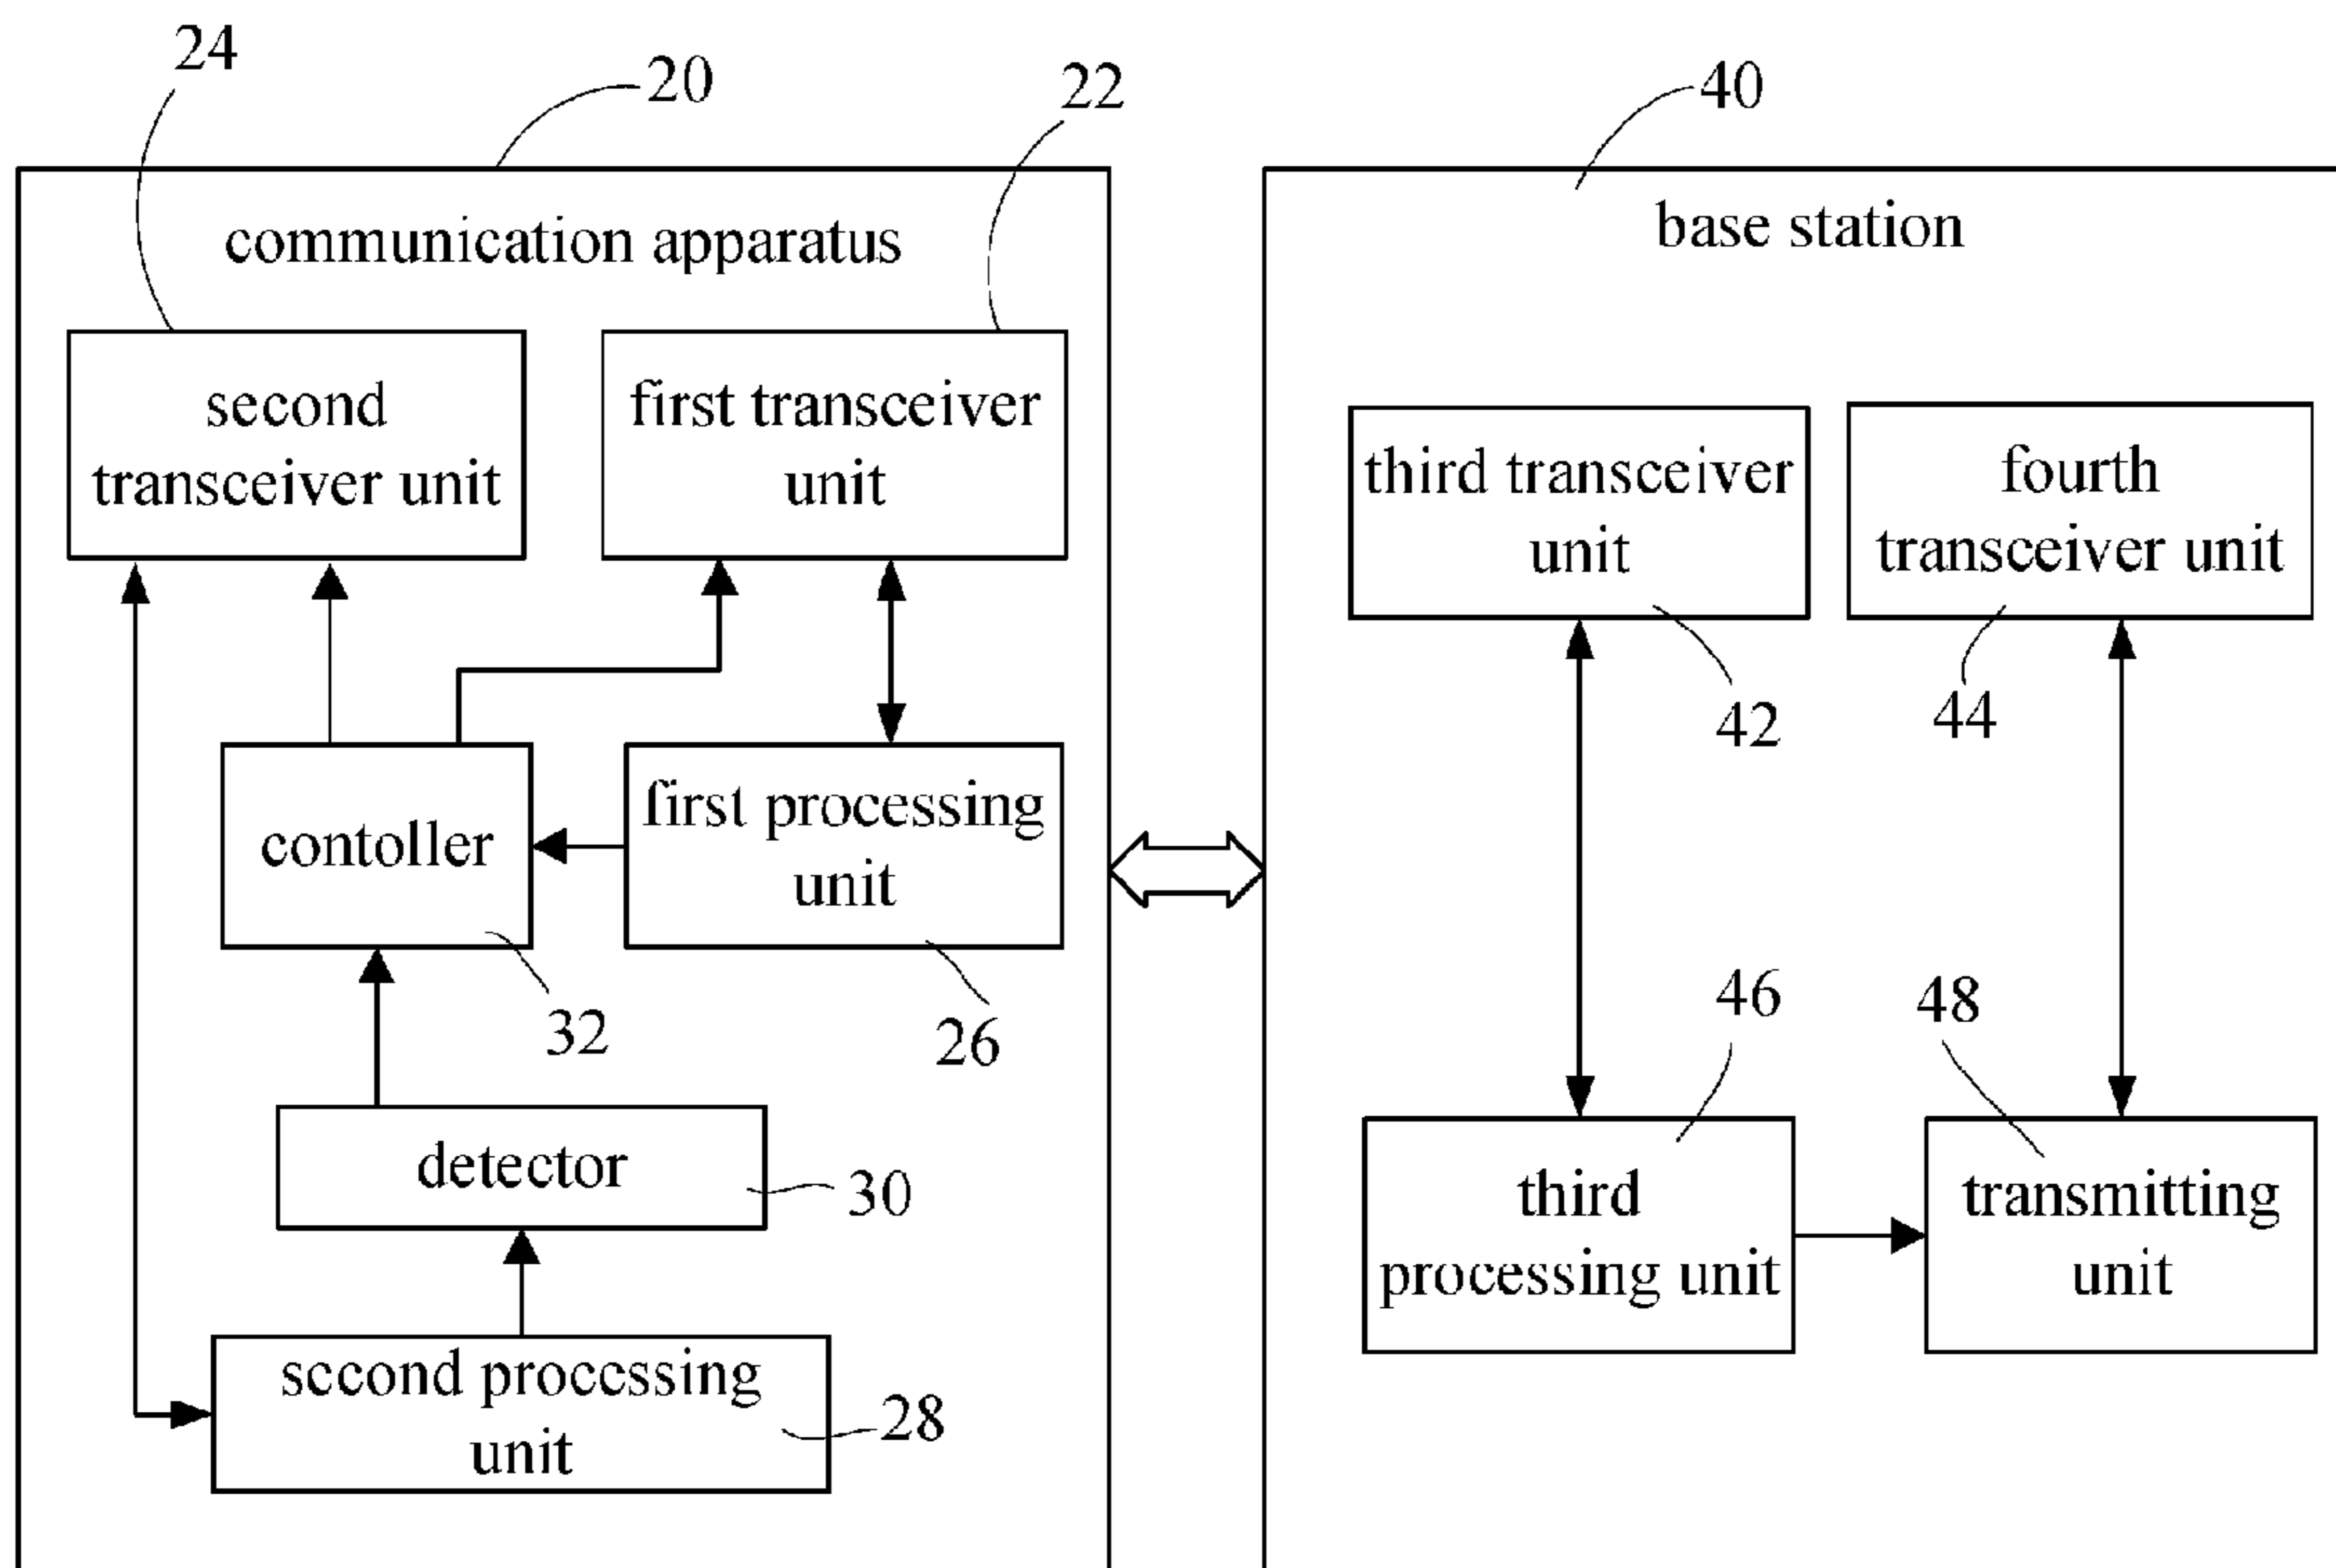 24
20
22
40
communication apparatus
base station
second
transceiver unit
first transceiver
unit
third transceiver
unit
fourth
transceiver unit
42
44
contoller
first processing
unit
32
26
46
48
detector
30
third
processing unit
transmitting
unit
second processing
unit
28